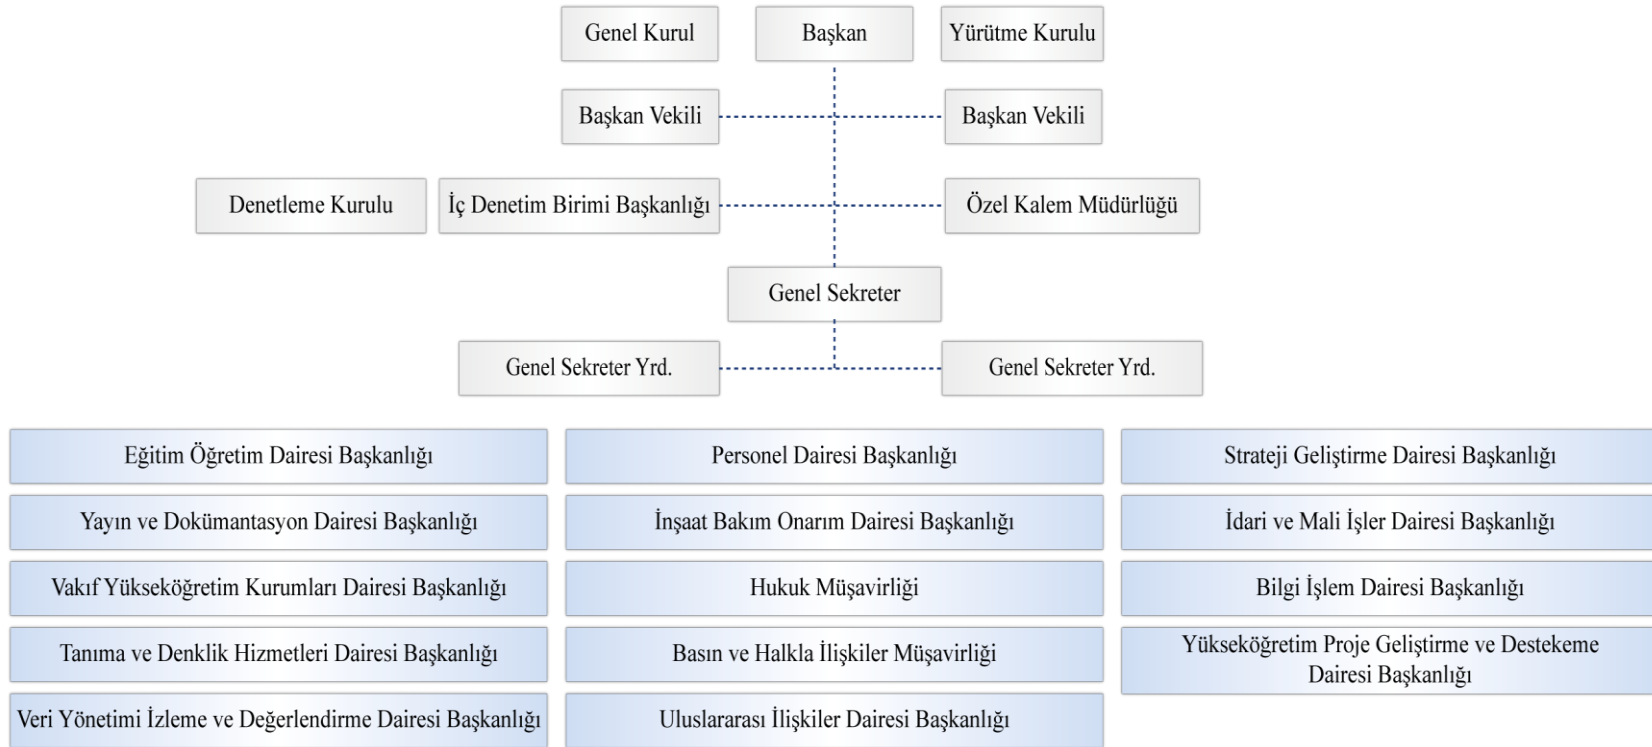 Genel Kurul
Başkan
Yürütme Kurulu
Başkan Vekili
Başkan Vekili
Denetleme Kurulu
İç Denetim Birimi Başkanlığı
Özel Kalem Müdürlüğü
Genel Sekreter
Genel Sekreter Yrd.
Genel Sekreter Yrd.
Eğitim Öğretim Dairesi Başkanlığı
Personel Dairesi Başkanlığı
Strateji Geliştirme Dairesi Başkanlığı
Yayın ve Dokümantasyon Dairesi Başkanlığı
İnşaat Bakım Onarım Dairesi Başkanlığı
İdari ve Mali İşler Dairesi Başkanlığı
Vakıf Yükseköğretim Kurumları Dairesi Başkanlığı
Hukuk Müşavirliği
Bilgi İşlem Dairesi Başkanlığı
Tanıma ve Denklik Hizmetleri Dairesi Başkanlığı
Basın ve Halkla İlişkiler Müşavirliği
Yükseköğretim Proje Geliştirme ve Destekeme
Dairesi Başkanlığı
Veri Yönetimi İzleme ve Değerlendirme Dairesi Başkanlığı
Uluslararası İlişkiler Dairesi Başkanlığı